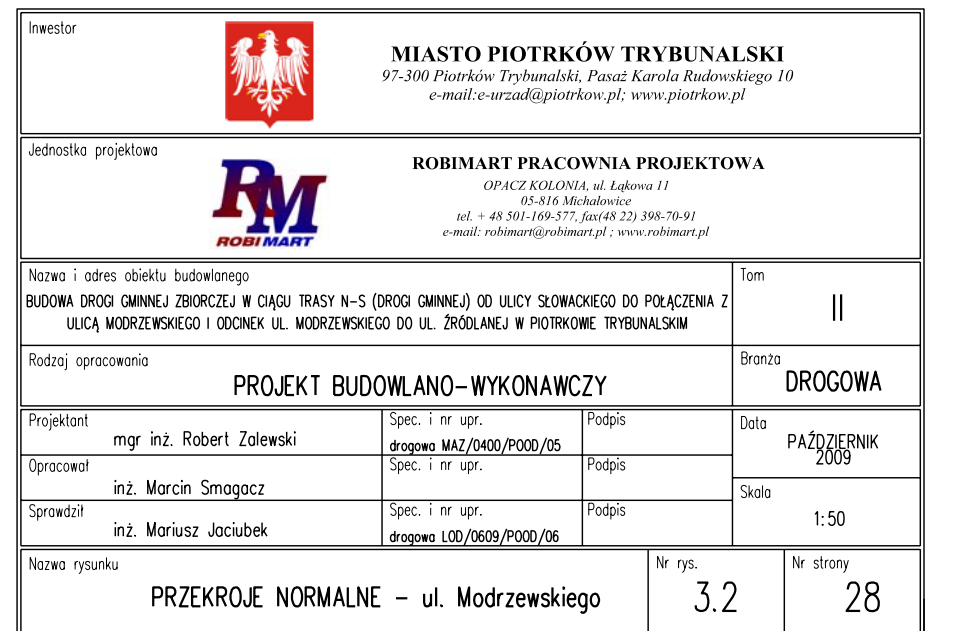 Inwestor
MIASTO PIOTRKÓW TRYBUNALSKI
97-300 Piotrków Trybunalski, Pasaż Karola Rudowskiego 10
e-mail:e-urzad@piotrkow.pl; www.piotrkow.pl
Jednostka projektowa
RM
ROBIMART
ROBIMART PRACOWNIA PROJEKTOWA
OPACZ KOLONIA, ul. Łąkowa 11
05-816 Michałowice
tel. + 48 501-169-577, fax(48 22) 398-70-91
e-mail: robimart@robimart.pl ; www.robimart.pl
Nazwa i adres obiektu budowlanego
BUDOWA DROGI GMINNEJ ZBIORCZEJ W CIĄGU TRASY N-S (DROGI GMINNEJ) OD ULICY SŁOWACKIEGO DO POŁĄCZENIA Z
ULICĄ MODRZEWSKIEGO I ODCINEK UL. MODRZEWSKIEGO DO UL. ŹRÓDLANEJ W PIOTRKOWIE TRYBUNALSKIM
Tom
II
Rodzaj opracowania
PROJEKT BUDOWLANO-WYKONAWCZY
Branża
DROGOWA
Projektant
mgr inż. Robert Zalewski
Spec. i nr upr.
drogowa MAZ/0400/POOD/05
Podpis
Data
PAŹDZIERNIK
2009
Opracował
inż. Marcin Smagacz
Spec. i nr upr.
Podpis
Skala
1:50
Sprawdził
inż. Mariusz Jaciubek
Spec. i nr upr.
drogowa LOD/0609/POOD/06
Podpis
Nazwa rysunku
PRZEKROJE NORMALNE - ul. Modrzewskiego
Nr rys.
3.2
Nr strony
28